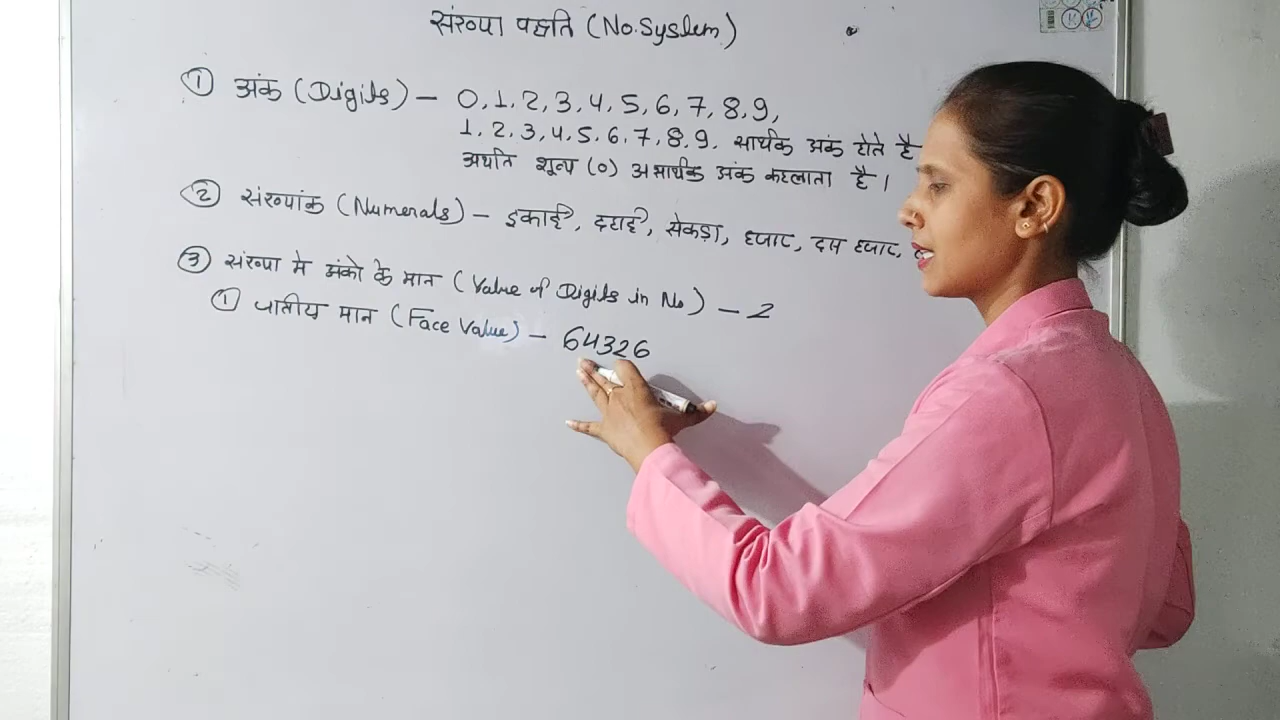 संख्या पद्धति (No. System)
① अंक (Digits) – 0, 1, 2, 3, 4, 5, 6, 7, 8, 9,
1, 2, 3, 4, 5, 6, 7, 8, 9, सार्थक अंक होते है
अर्थात शून्य (0) असार्थक अंक कहलाता है।
② संख्यांक (Numerals) – इकाई, दहाई, सेकड़ा, हजार, दस हजार,
③ संख्या मे अंको के मान (Value of Digits in No) – 2
① जातीय मान (Face Value) – 64326